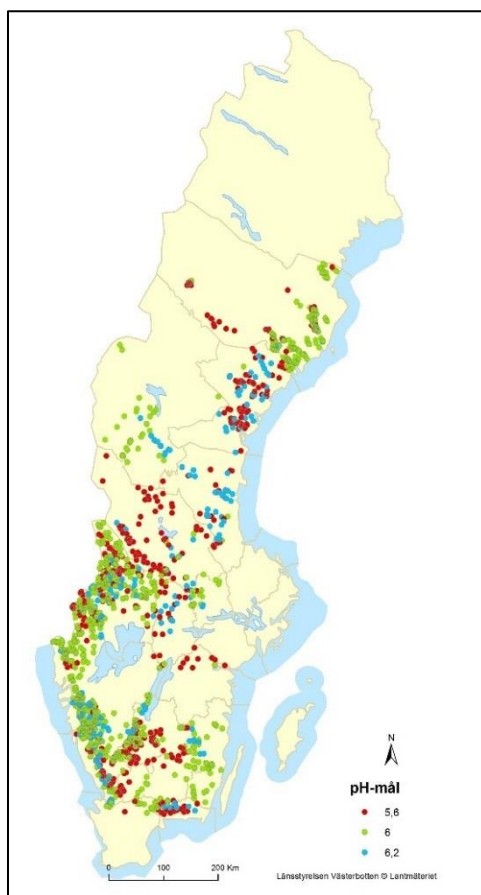 N
pH-mål
5,6
6
6,2
0 100 200 Km
Länsstyrelsen Västerbotten © Lantmäteriet